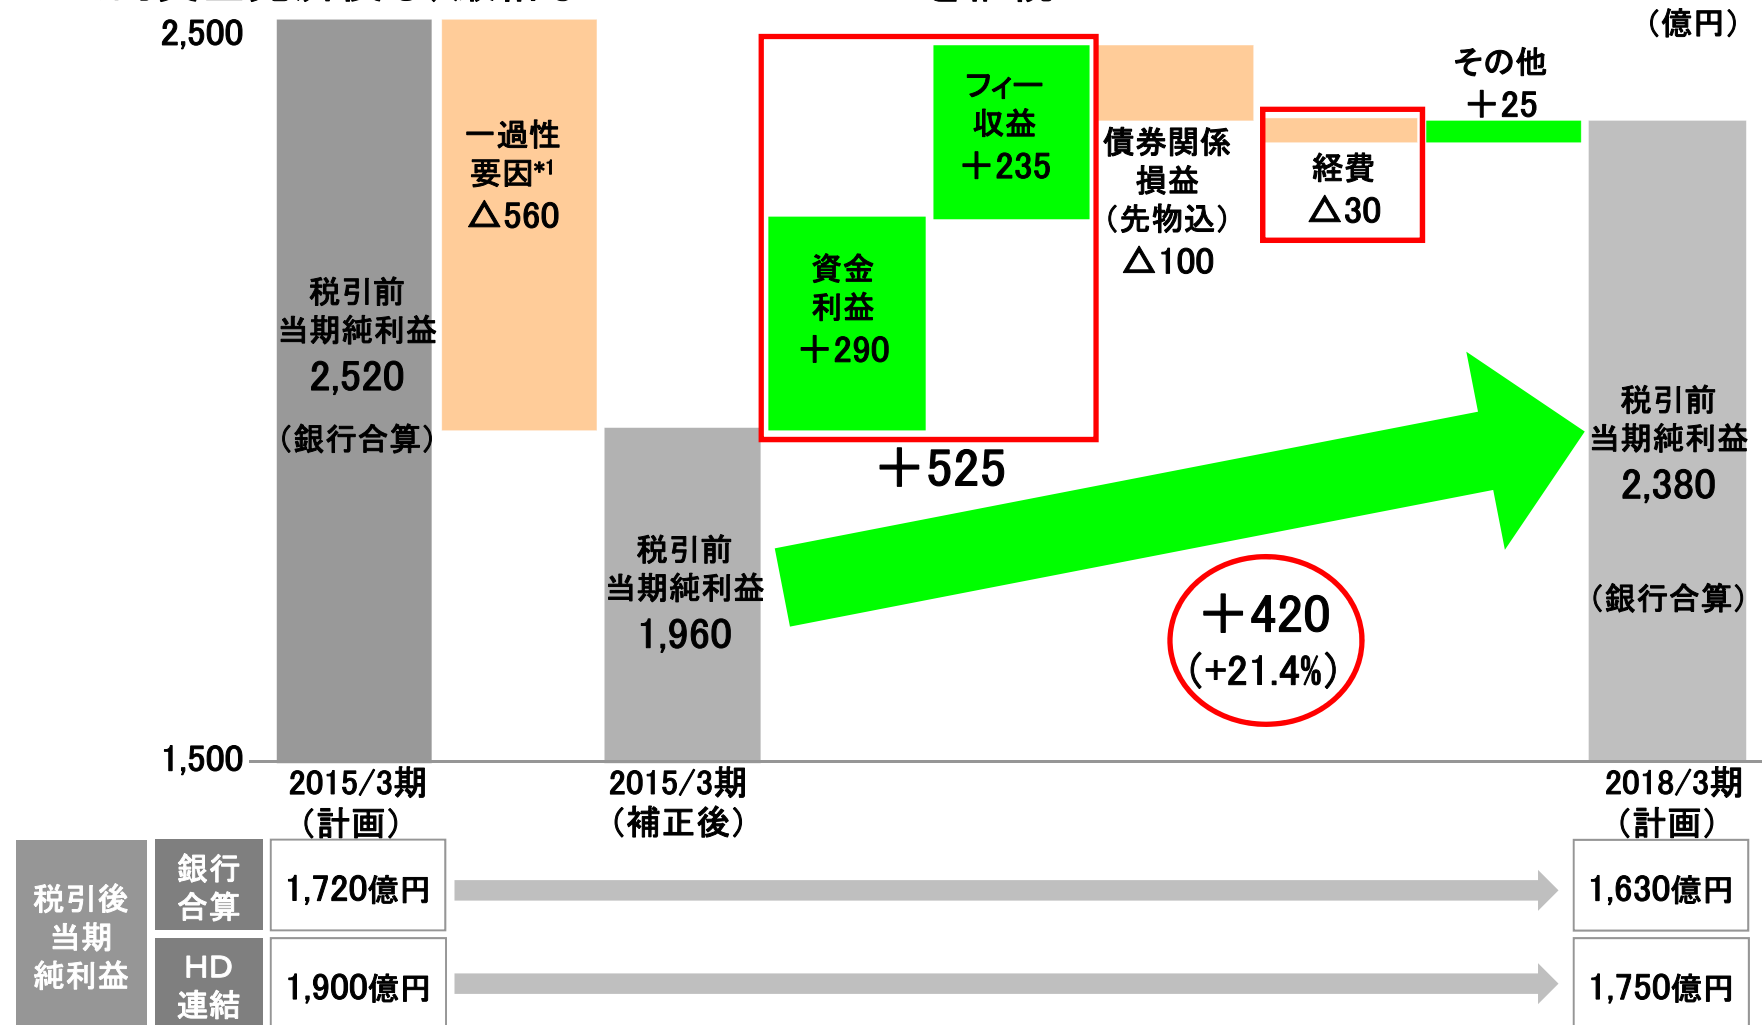 (億円)
2,500
一過性
要因*1
△560
フィー
収益
＋235
その他
＋25
債券関係
損益
(先物込)
△100
経費
△30
資金
利益
＋290
税引前
当期純利益
2,520
(銀行合算)
＋525
税引前
当期純利益
2,380
(銀行合算)
税引前
当期純利益
1,960
＋420
(+21.4%)
1,500
2015/3期
(計画)
2015/3期
(補正後)
2018/3期
(計画)
税引後
当期
純利益
銀行
合算
1,720億円
1,630億円
HD
連結
1,900億円
1,750億円